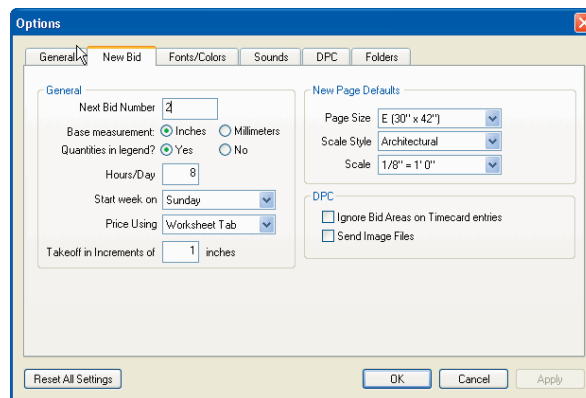 Options
General New Bid Fonts/Colors Sounds DPC Folders
General
Next Bid Number 2
Base measurement: Inches Millimeters
Quantities in legend? Yes No
Hours/Day 8
Start week on Sunday
Price Using Worksheet Tab
Takeoff in Increments of 1 inches
New Page Defaults
Page Size E (30" x 42")
Scale Style Architectural
Scale 1/8" = 1' 0"
DPC
Ignore Bid Areas on Timecard entries
Send Image Files
Reset All Settings OK Cancel Apply